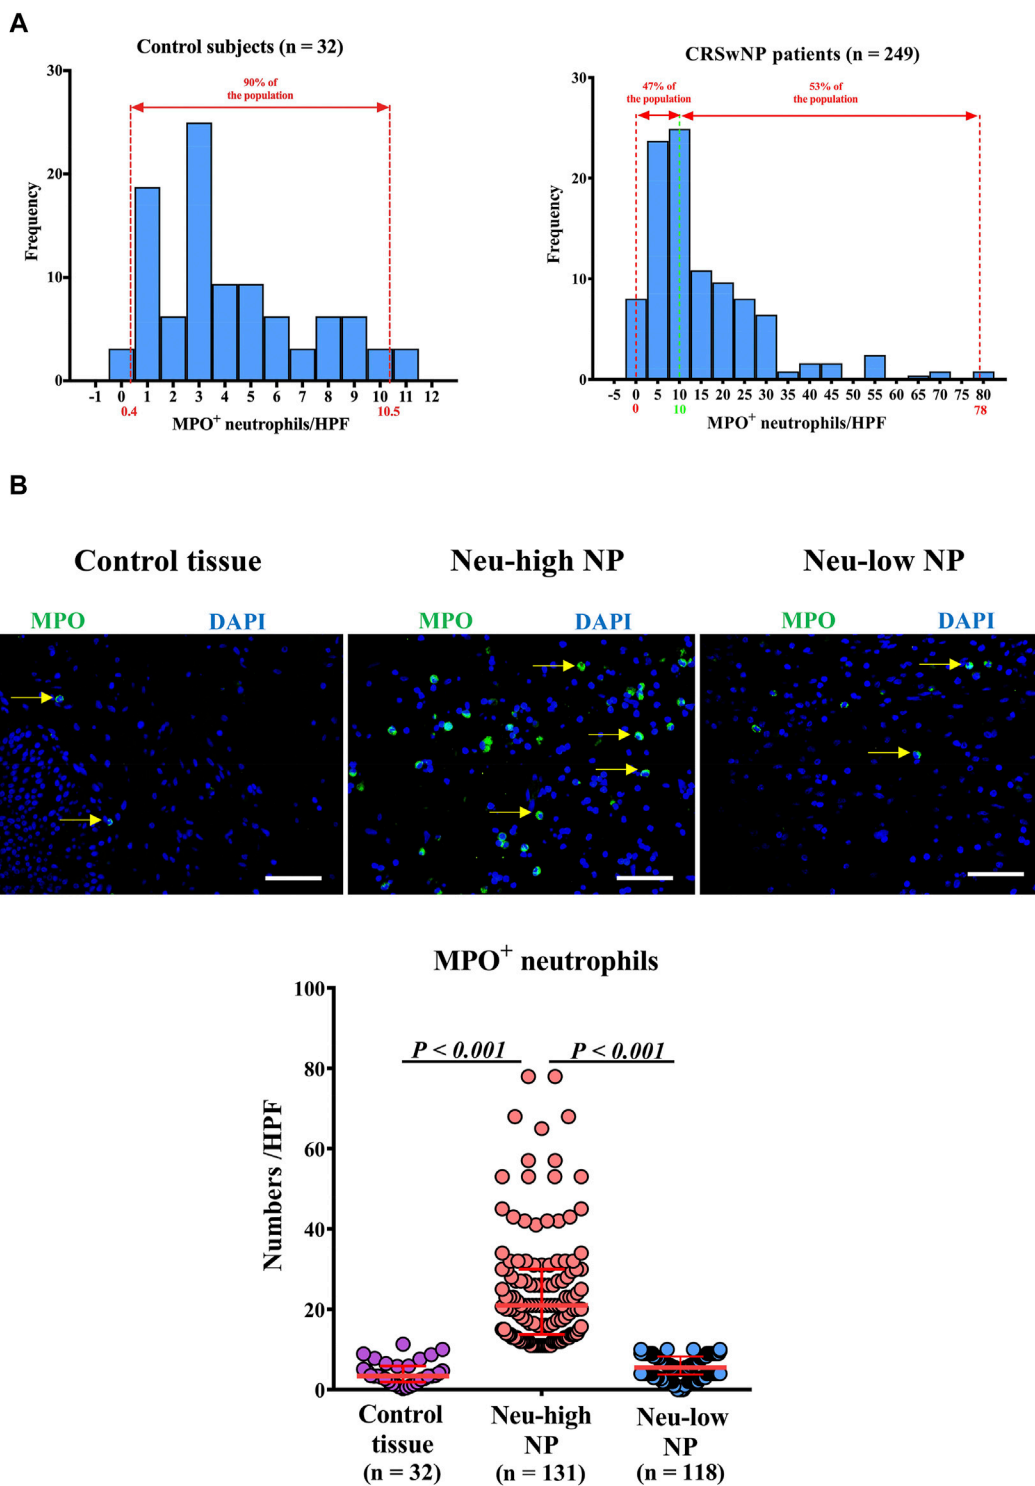 A
Control subjects (n = 32)
90% of
the population
30
20
10
0
Frequency
-1 0 1 2 3 4 5 6 7 8 9 10 11 12
0.4 10.5
MPO+ neutrophils/HPF
CRSwNP patients (n = 249)
47% of
the population
53% of
the population
30
20
10
0
Frequency
-5 0 5 10 15 20 25 30 35 40 45 50 55 60 65 70 75 80
0 10 78
MPO+ neutrophils/HPF
B
Control tissue
Neu-high NP
Neu-low NP
MPO DAPI
MPO DAPI
MPO DAPI
MPO+ neutrophils
100
80
60
40
20
0
Numbers /HPF
P < 0.001
P < 0.001
Control
tissue
(n = 32)
Neu-high
NP
(n = 131)
Neu-low
NP
(n = 118)